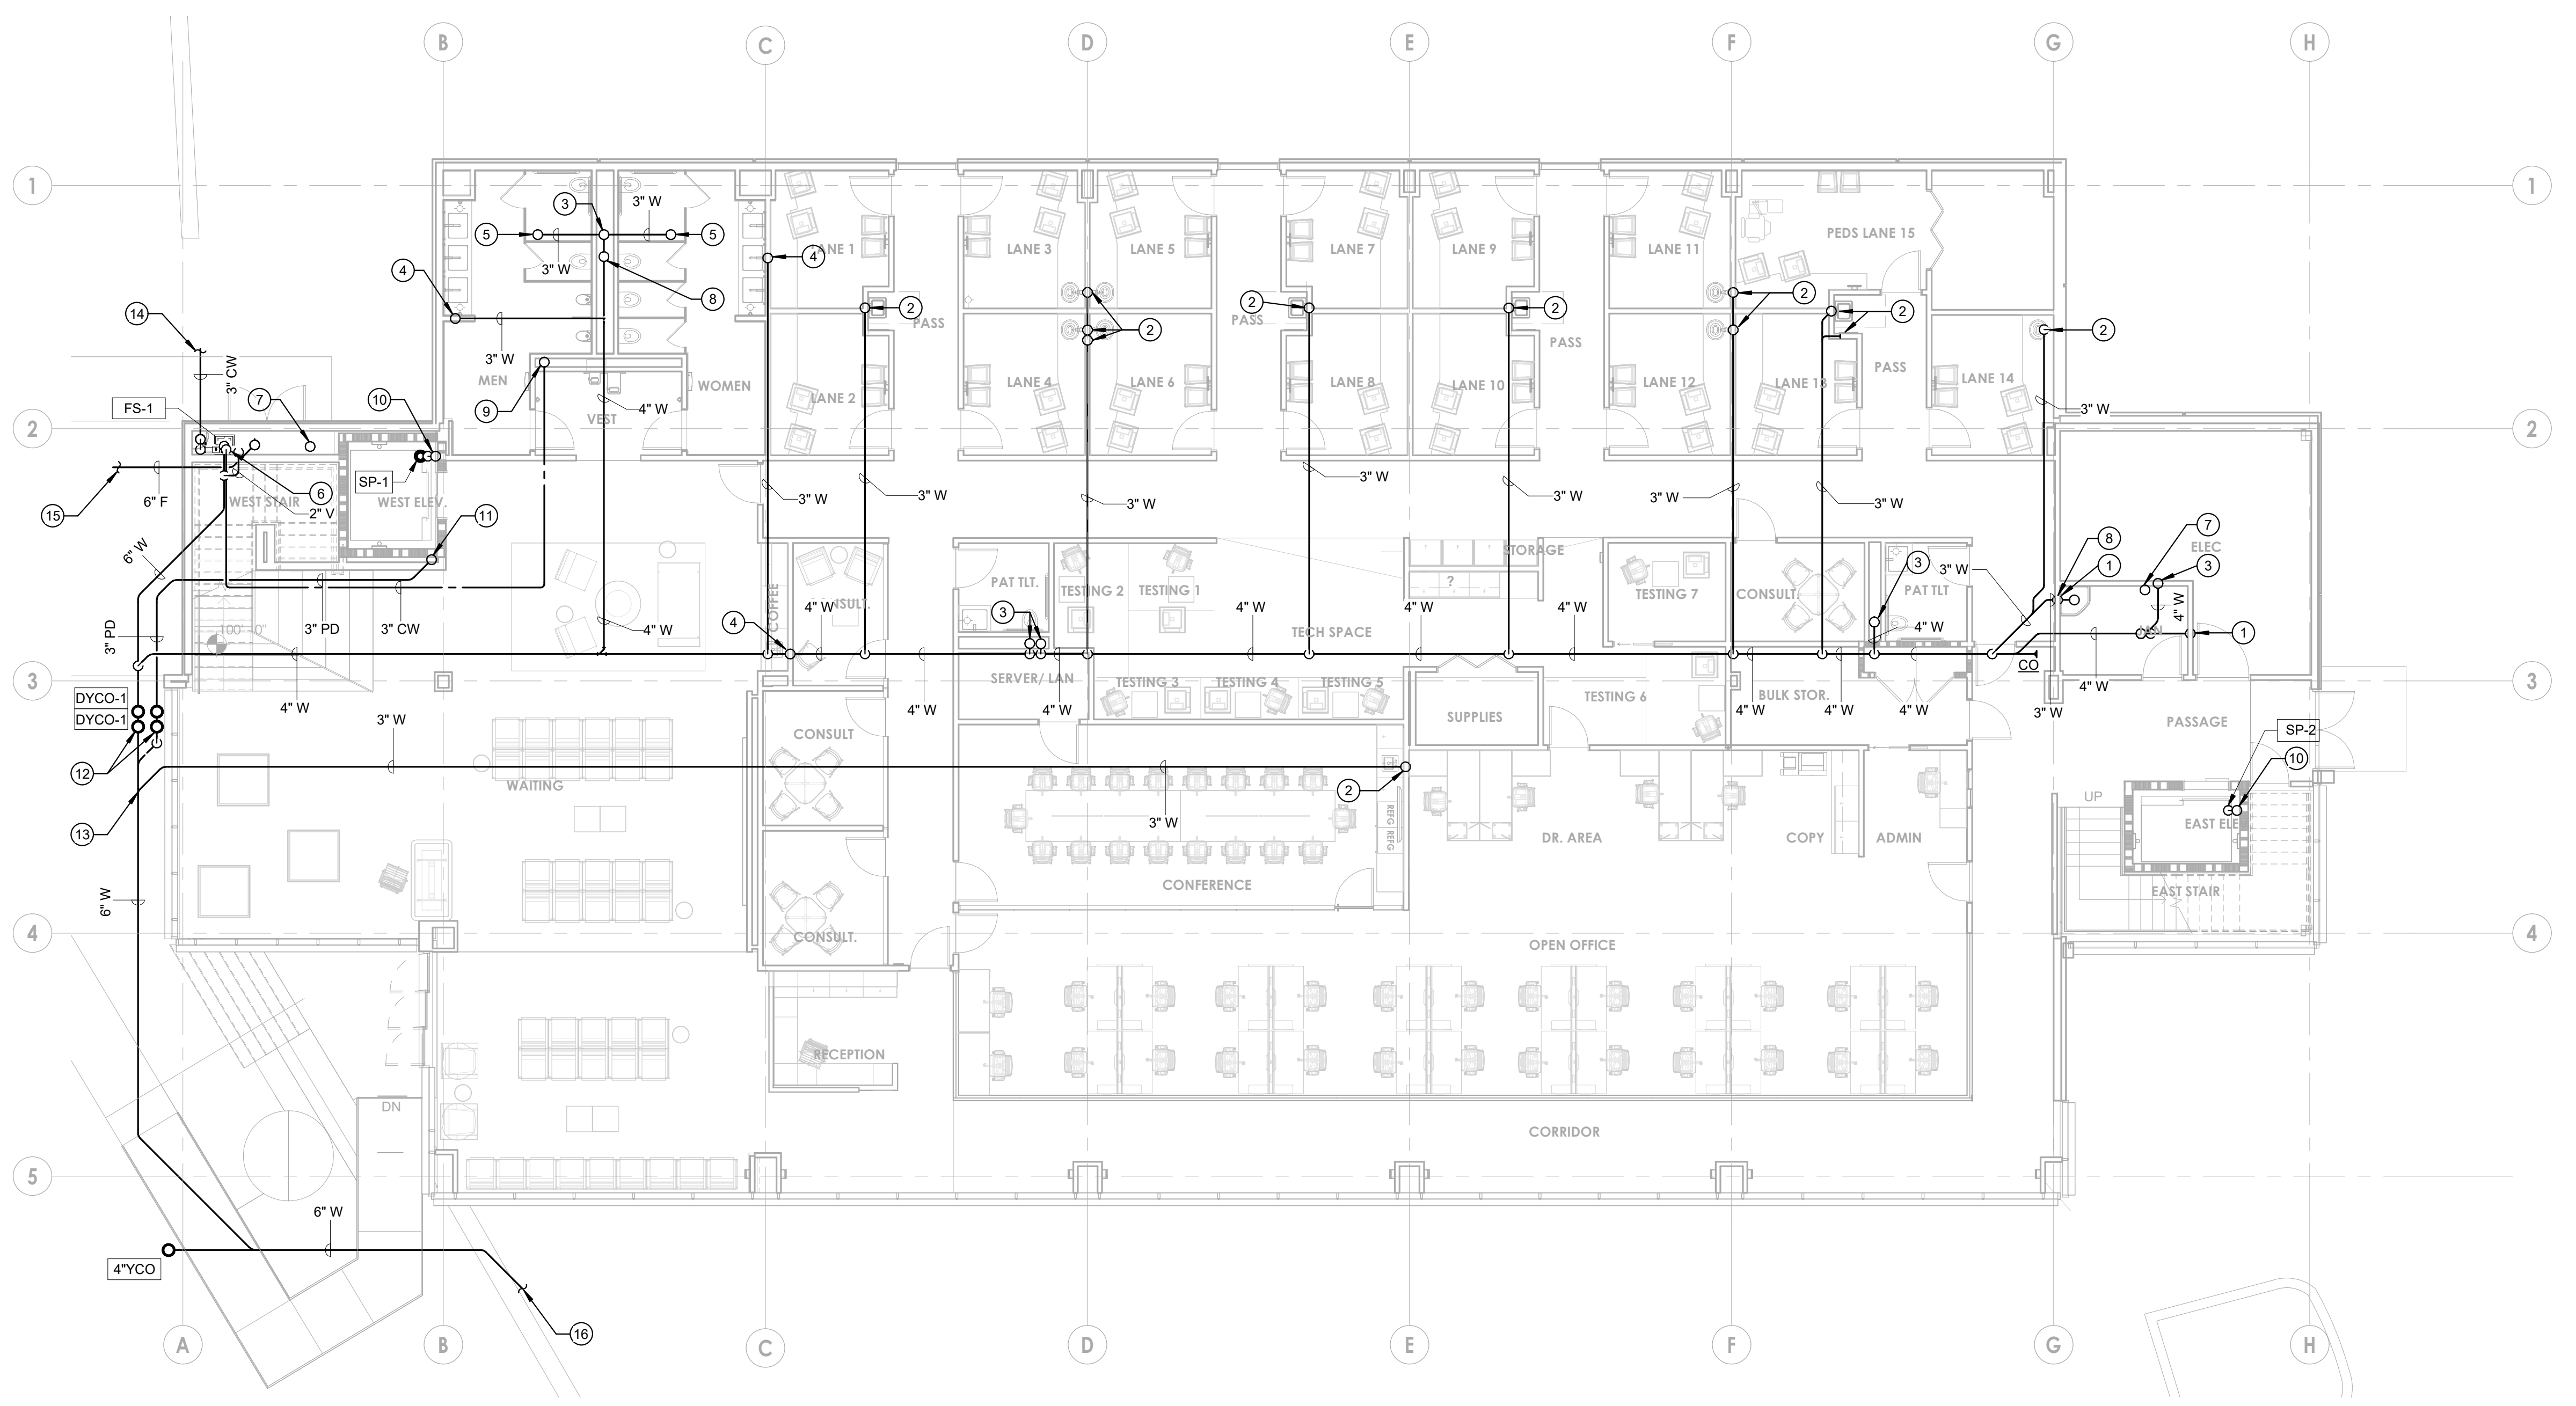 B
C
D
E
F
G
H
1
1
3
3" W
5
5
3" W
4
LANE 1
LANE 3
LANE 5
LANE 7
LANE 9
LANE 11
PEDS LANE 15
4
8
2
2
2
2
2
2
PASS
PASS
PASS
PASS
2
2
14
3" W
3" CW
MEN
WOMEN
LANE 2
LANE 4
LANE 6
LANE 8
LANE 10
LANE 12
LANE 13
LANE 14
FS-1
7
10
9
VEST
4" W
3" W
2
2
SP-1
15
6" F
WEST STAIR
WEST ELEV.
6
2" V
11
3" W
3" W
3" W
3" W
3" W
3" W
3" W
6" W
7
ELEC
8
1
3
STORAGE
?
PAT TLT.
TESTING 2
TESTING 1
TESTING 7
CONSULT.
PAT TLT
3
3" W
3
COFFEE
4" W
4" W
4" W
4" W
4" W
4" W
1
100' - 0"
3" PD
3" PD
3" CW
4" W
4
TECH SPACE
CO
4" W
3
3
SERVER/ LAN
TESTING 3
TESTING 4
TESTING 5
TESTING 6
BULK STOR.
DYCO-1
DYCO-1
4" W
3" W
4" W
4" W
4" W
4" W
4" W
3" W
SUPPLIES
PASSAGE
CONSULT
SP-2
10
12
WAITING
2
13
3" W
REFG
REFG
DR. AREA
COPY
ADMIN
UP
EAST ELE
CONFERENCE
EAST STAIR
6" W
4
CONSULT.
OPEN OFFICE
4
RECEPTION
DN
CORRIDOR
5
5
6" W
4"YCO
16
A
B
C
D
E
F
G
H